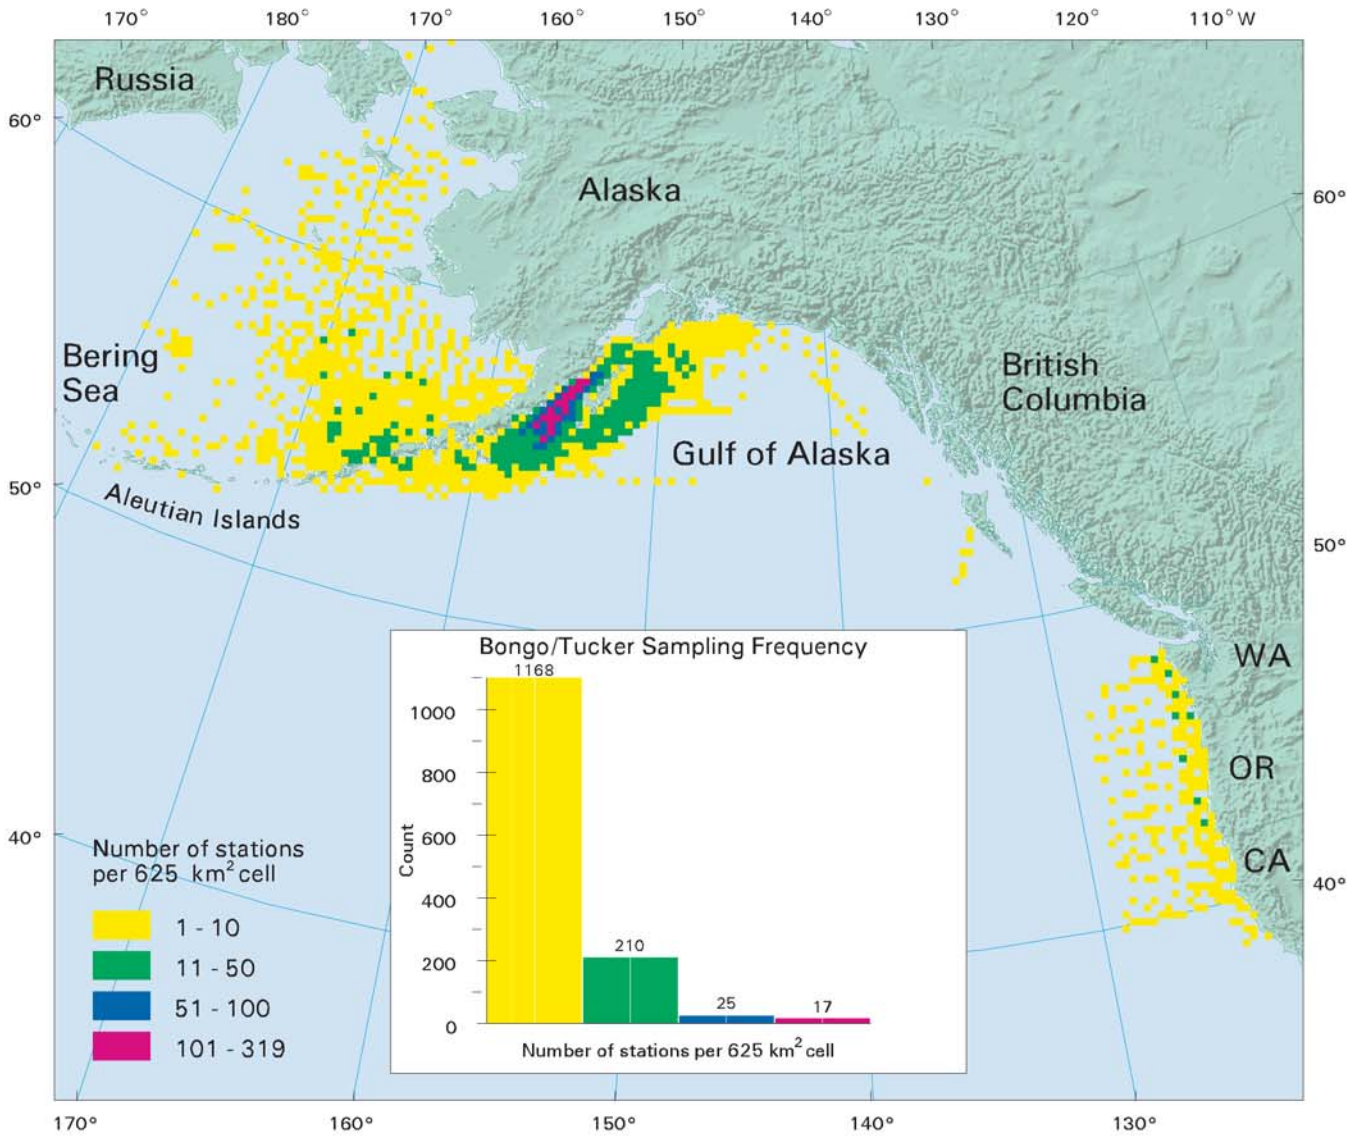 170° 180° 170° 160° 150° 140° 130° 120° 110° W
Russia
60°
Alaska
60°
Bering
Sea
British
Columbia
Gulf of Alaska
50°
Aleutian Islands
50°
Bongo/Tucker Sampling Frequency
1168
WA
1000
OR
800
40°
Number of stations
per 625 km² cell
600
Count
CA
40°
400
1 - 10
210
11 - 50
200
51 - 100
25
17
0
101 - 319
Number of stations per 625 km² cell
170° 160° 150° 140° 130°